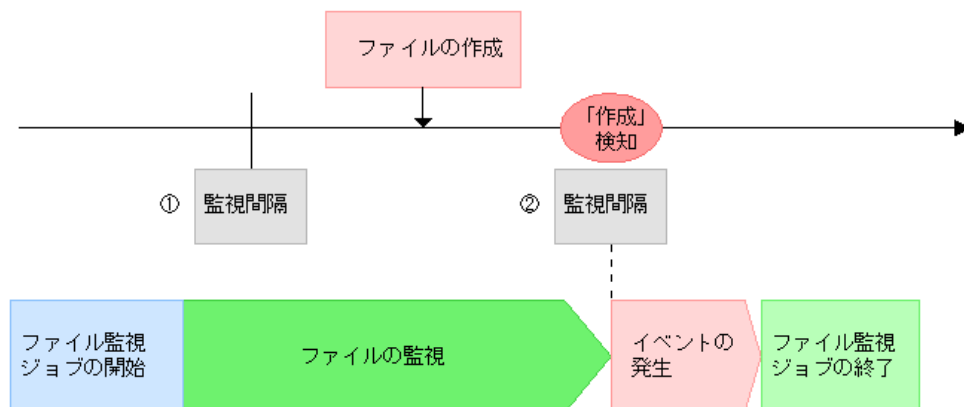 ファイルの作成
「作成」
検知
① 監視間隔
② 監視間隔
ファイル監視
ジョブの開始
ファイルの監視
イベントの
発生
ファイル監視
ジョブの終了